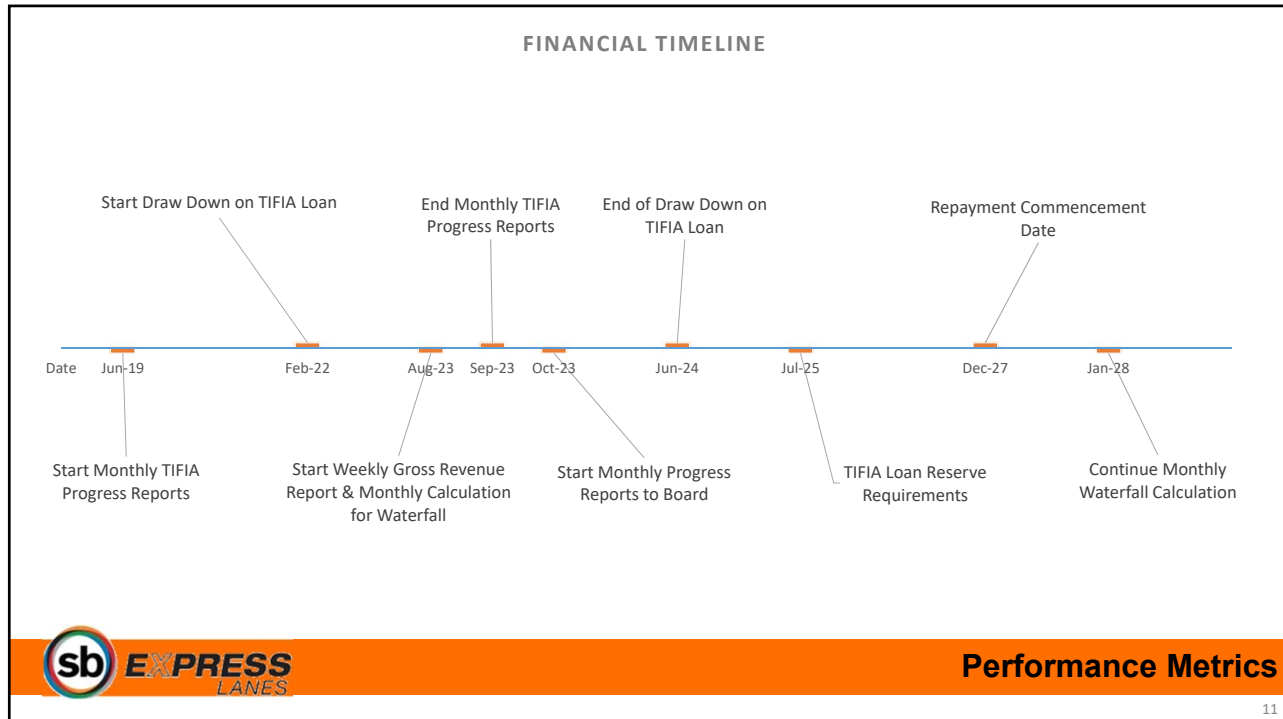 FINANCIAL TIMELINE
Start Draw Down on TIFIA Loan
End Monthly TIFIA
Progress Reports
End of Draw Down on
TIFIA Loan
Repayment Commencement
Date
Date Jun-19 Feb-22 Aug-23 Sep-23 Oct-23 Jun-24 Jul-25 Dec-27 Jan-28
Start Monthly TIFIA
Progress Reports
Start Weekly Gross Revenue
Report & Monthly Calculation
for Waterfall
Start Monthly Progress
Reports to Board
TIFIA Loan Reserve
Requirements
Continue Monthly
Waterfall Calculation
sb EXPRESS
LANES
Performance Metrics
11